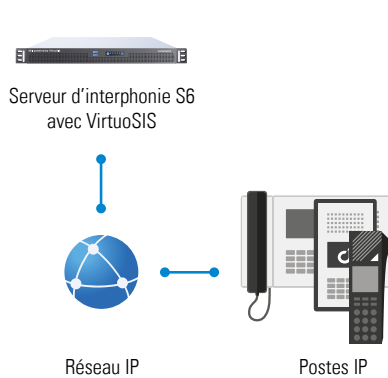 Serveur d'interphonie S6
avec VirtuoSIS
Réseau IP
Postes IP